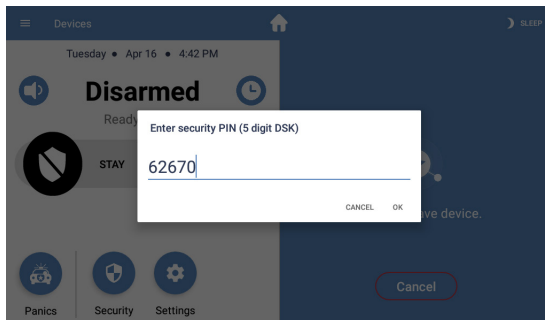 Devices
SLEEP
Tuesday ● Apr 16 ● 4:42 PM
Disarmed
Ready
STAY
Enter security PIN (5 digit DSK)
62670
CANCEL OK
device.
Cancel
Panics Security Settings